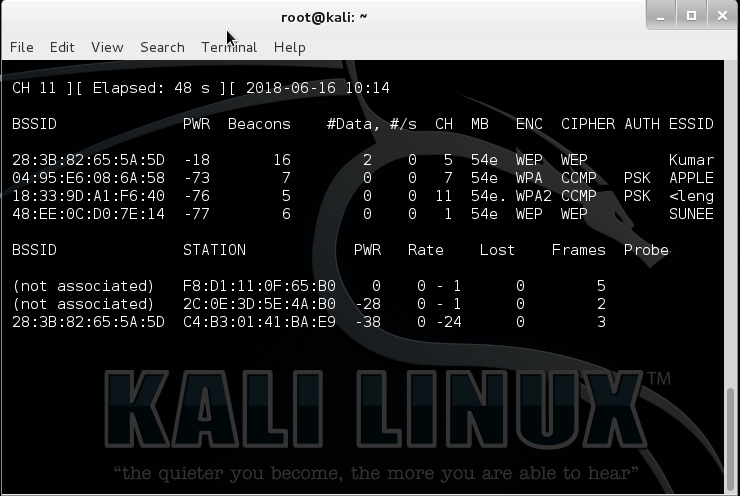 root@kali: ~
File Edit View Search Terminal Help
CH 11 ][ Elapsed: 48 s ][ 2018-06-16 10:14
BSSID PWR Beacons #Data, #/s CH MB ENC CIPHER AUTH ESSID
28:3B:82:65:5A:5D -18 16 2 0 5 54e WEP WEP Kumar
04:95:E6:08:6A:58 -73 7 0 0 7 54e WPA CCMP PSK APPLE
18:33:9D:A1:F6:40 -76 5 0 0 11 54e. WPA2 CCMP PSK <leng
48:EE:0C:D0:7E:14 -77 6 0 0 1 54e WEP WEP SUNEE
BSSID STATION PWR Rate Lost Frames Probe
(not associated) F8:D1:11:0F:65:B0 0 0 - 1 0 5
(not associated) 2C:0E:3D:5E:4A:B0 -28 0 - 1 0 2
28:3B:82:65:5A:5D C4:B3:01:41:BA:E9 -38 0 -24 0 3
KALI LINUX™
“the quieter you become, the more you are able to hear”